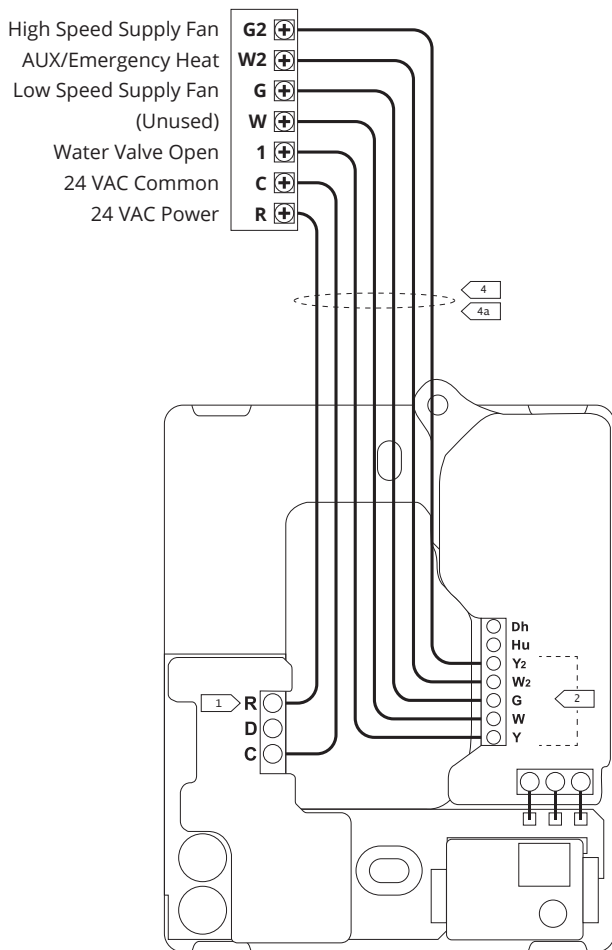 High Speed Supply Fan G2
AUX/Emergency Heat W2
Low Speed Supply Fan G
(Unused) W
Water Valve Open 1
24 VAC Common C
24 VAC Power R
4
4a
Dh
Hu
Y2
W2
G
W
Y
2
1
R
D
C